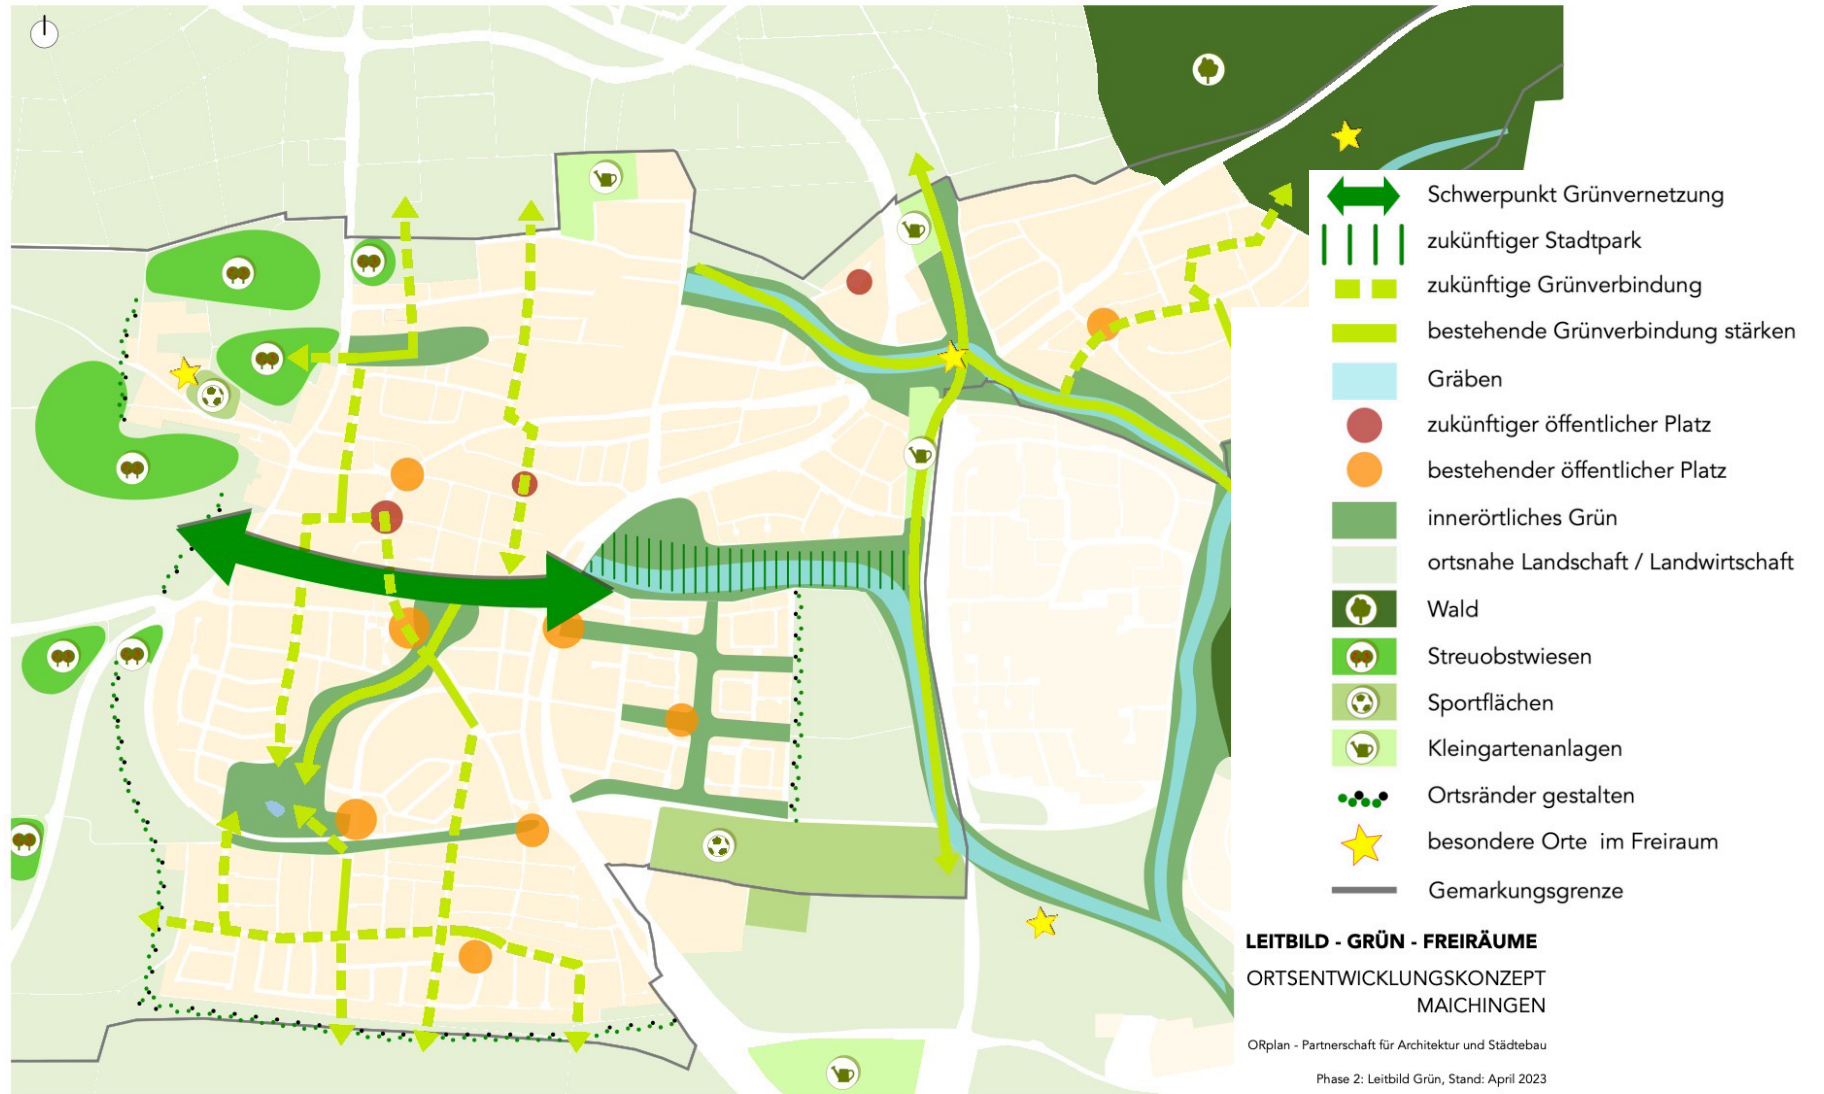 Schwerpunkt Grünvernetzung
zukünftiger Stadtpark
zukünftige Grünverbindung
bestehende Grünverbindung stärken
Gräben
zukünftiger öffentlicher Platz
bestehender öffentlicher Platz
innerörtliches Grün
ortsnahe Landschaft / Landwirtschaft
Wald
Streuobstwiesen
Sportflächen
Kleingartenanlagen
Ortsränder gestalten
besondere Orte im Freiraum
Gemarkungsgrenze
LEITBILD - GRÜN - FREIRÄUME
ORTSENTWICKLUNGSKONZEPT
MAICHINGEN
ORplan - Partnerschaft für Architektur und Städtebau
Phase 2: Leitbild Grün, Stand: April 2023